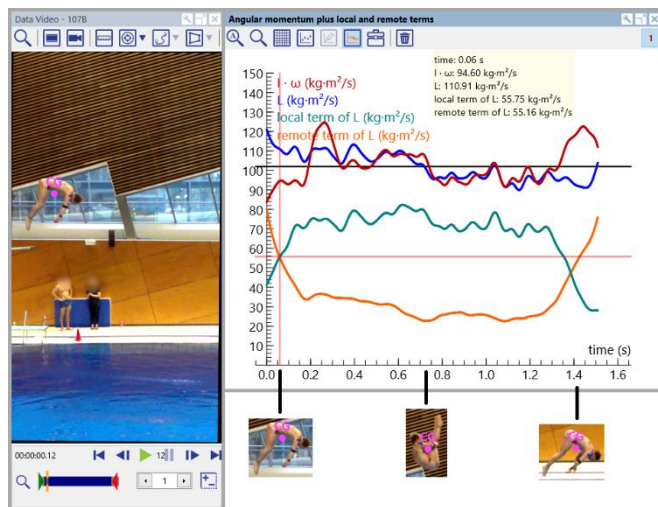 Data Video - 107B
Angular momentum plus local and remote terms
1
time: 0.06 s
I · ω: 94.60 kg·m²/s
L: 110.91 kg·m²/s
local term of L: 55.75 kg·m²/s
remote term of L: 55.16 kg·m²/s
I · ω (kg·m²/s)
L (kg·m²/s)
local term of L (kg·m²/s)
remote term of L (kg·m²/s)
150
140
130
120
110
100
90
80
70
60
50
40
30
20
10
time (s)
0.0 0.2 0.4 0.6 0.8 1.0 1.2 1.4 1.6
CG
CG
CG
00:00:00.12
12
1